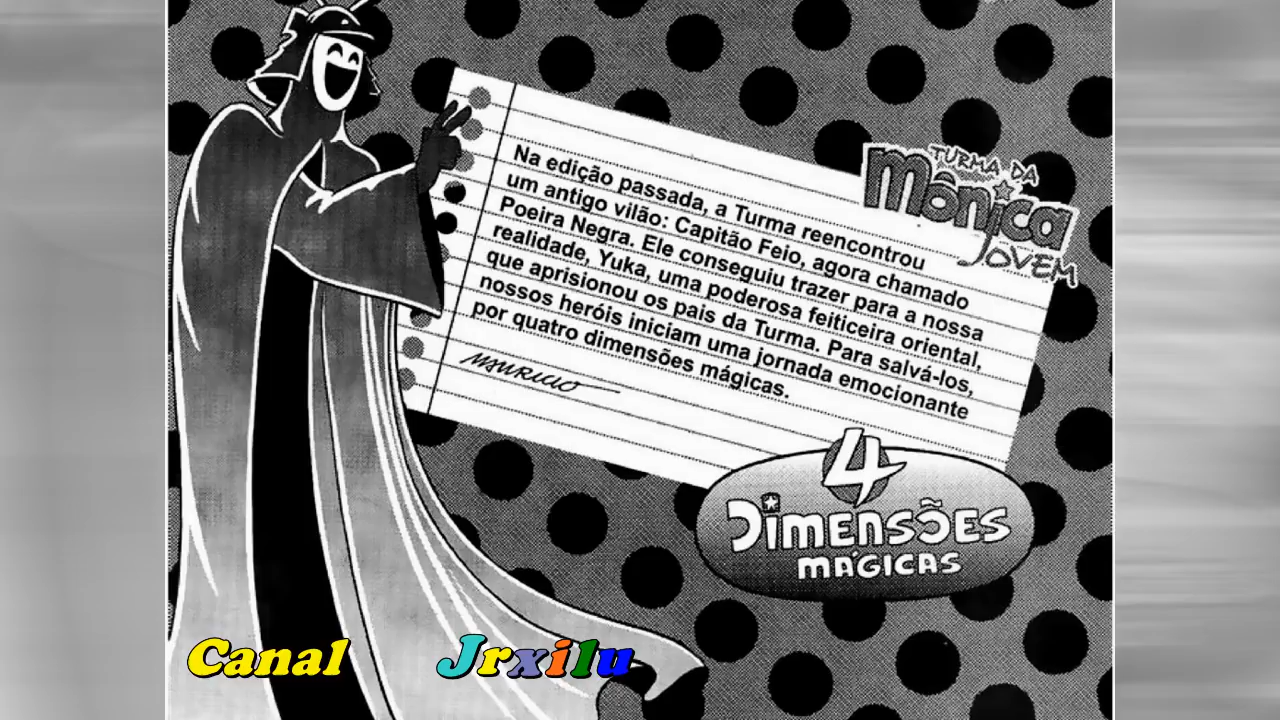 TURMA DA
Mônica
JOVEM
Na edição passada, a Turma reencontrou
um antigo vilão: Capitão Feio, agora chamado
Poeira Negra. Ele conseguiu trazer para a nossa
realidade, Yuka, uma poderosa feiticeira oriental,
que aprisionou os pais da Turma. Para salvá-los,
nossos heróis iniciam uma jornada emocionante
por quatro dimensões mágicas.
MAURICIO
4
DIMENSÕES
MÁGICAS
Canal Jrxilu